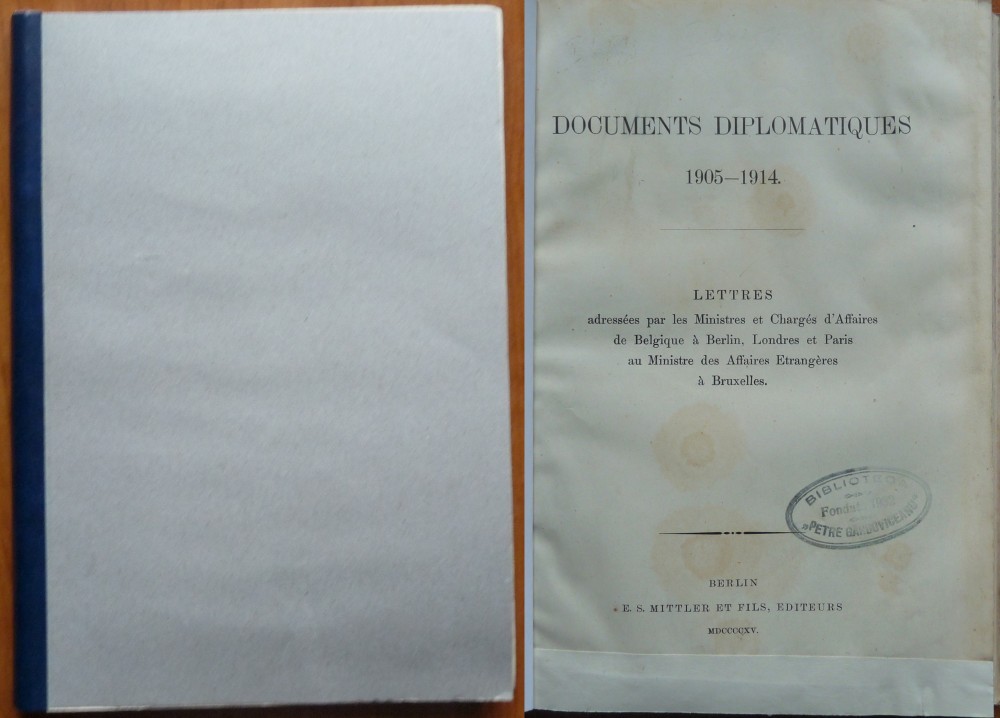 DOCUMENTS DIPLOMATIQUES
1905—1914.
LETTRES
adressées par les Ministres et Chargés d'Affaires
de Belgique à Berlin, Londres et Paris
au Ministre des Affaires Etrangères
à Bruxelles.
"PETRE
BERLIN
E. S. MITTLER ET FILS, EDITEURS
MDCCCCXV.